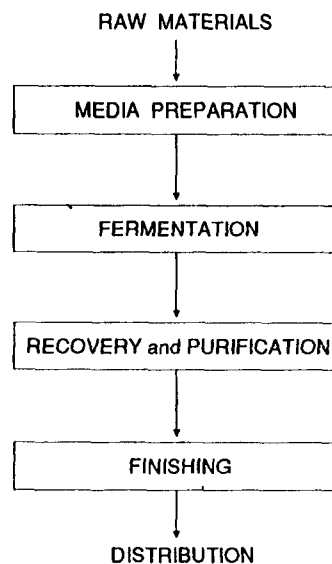 RAW MATERIALS
MEDIA PREPARATION
FERMENTATION
RECOVERY and PURIFICATION
FINISHING
DISTRIBUTION